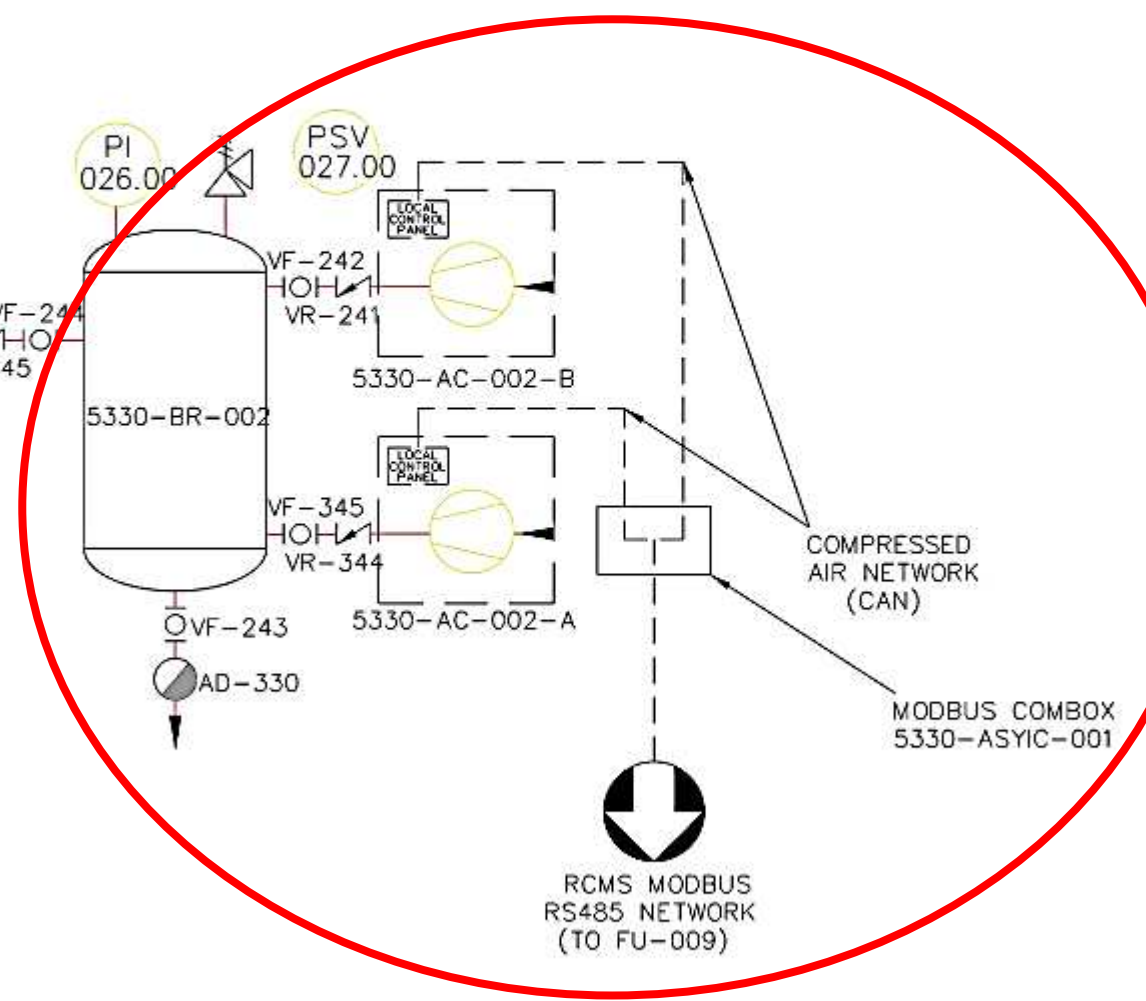 PI
026.00
PSV
027.00
LOCAL
CONTROL
PANEL
VF-242
VR-241
5330-AC-002-B
VF-244
45
5330-BR-002
LOCAL
CONTROL
PANEL
VF-345
VR-344
5330-AC-002-A
VF-243
AD-330
COMPRESSED
AIR NETWORK
(CAN)
MODBUS COMBOX
5330-ASYIC-001
RCMS MODBUS
RS485 NETWORK
(TO FU-009)